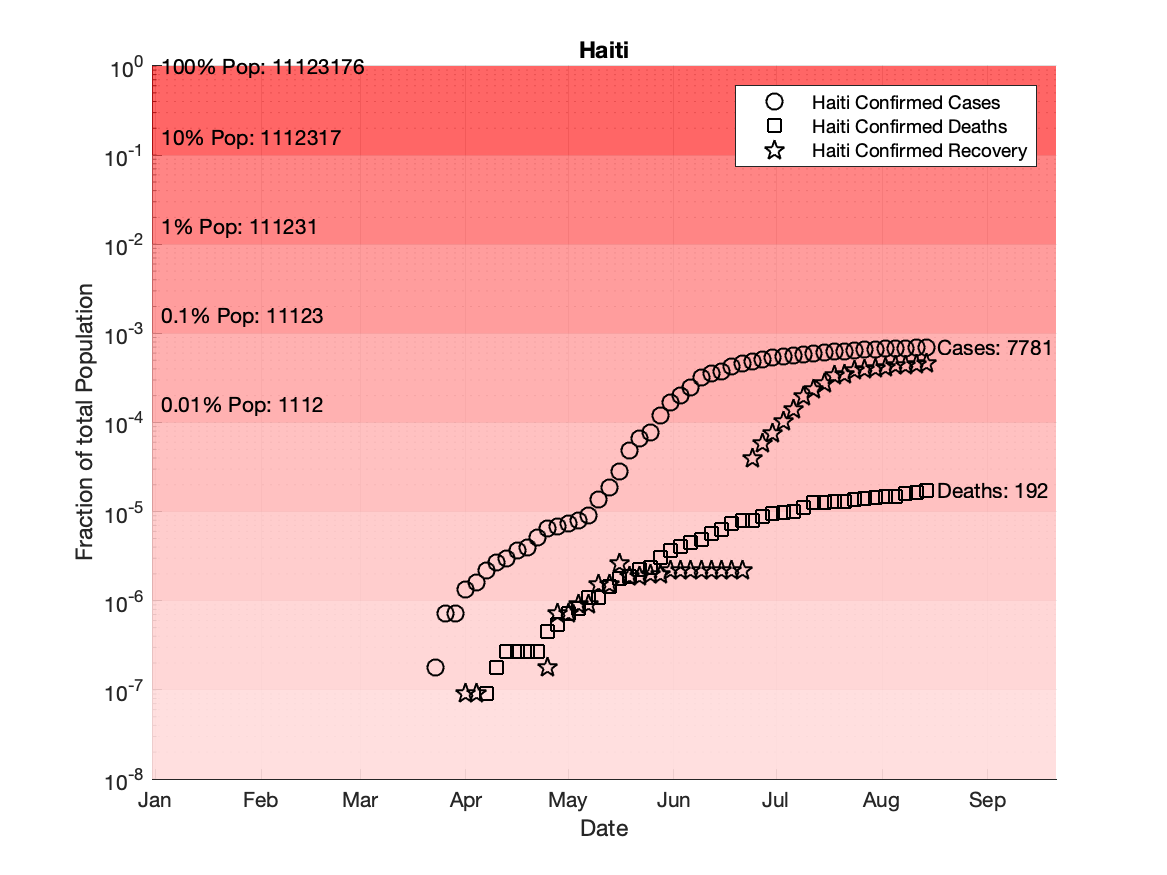 Haiti
10^0
10^-1
10^-2
10^-3
10^-4
10^-5
10^-6
10^-7
10^-8
Fraction of total Population
100% Pop: 11123176
10% Pop: 1112317
1% Pop: 111231
0.1% Pop: 11123
0.01% Pop: 1112
Haiti Confirmed Cases
Haiti Confirmed Deaths
Haiti Confirmed Recovery
Cases: 7781
Deaths: 192
Jan Feb Mar Apr May Jun Jul Aug Sep
Date